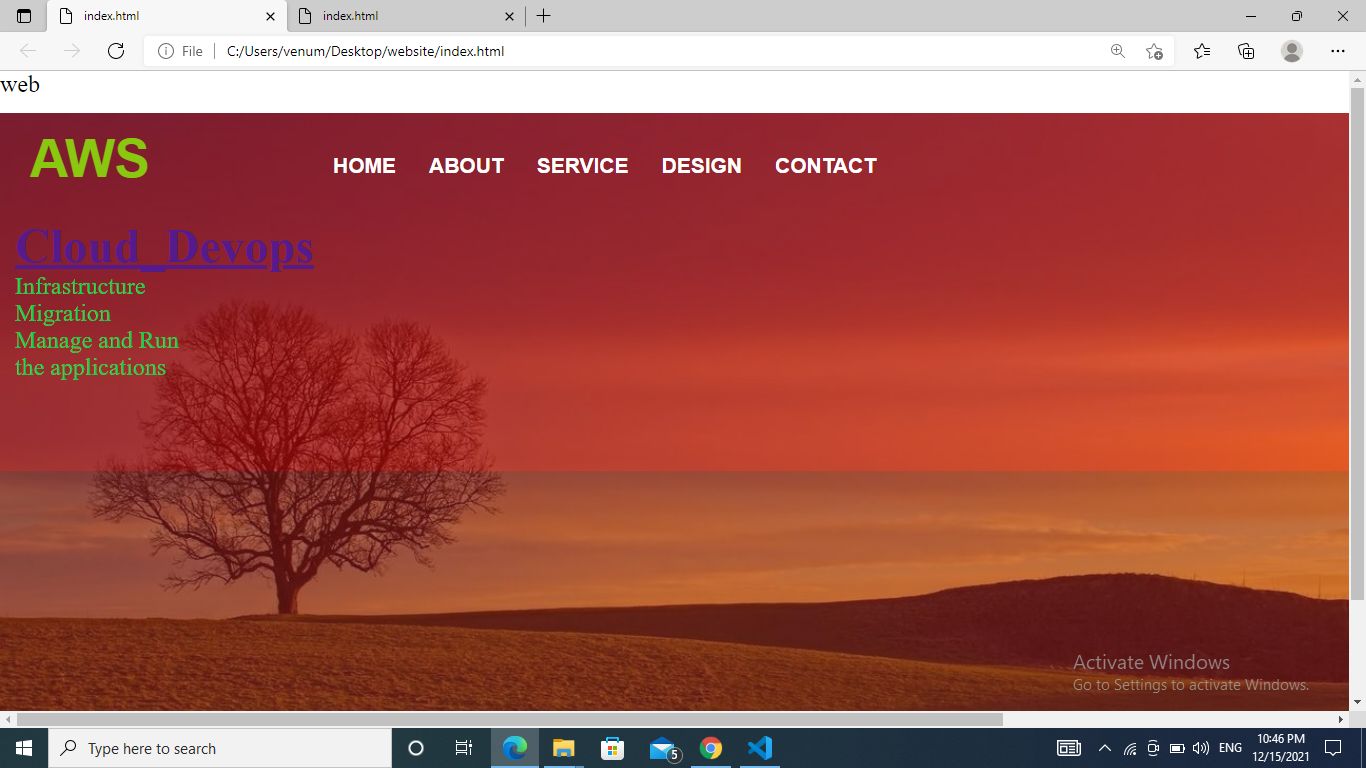 index.html
index.html
File
C:/Users/venum/Desktop/website/index.html
web
AWS
HOME ABOUT SERVICE DESIGN CONTACT
Cloud_Devops
Infrastructure
Migration
Manage and Run
the applications
Activate Windows
Go to Settings to activate Windows.
Type here to search
5
ENG
10:46 PM
12/15/2021